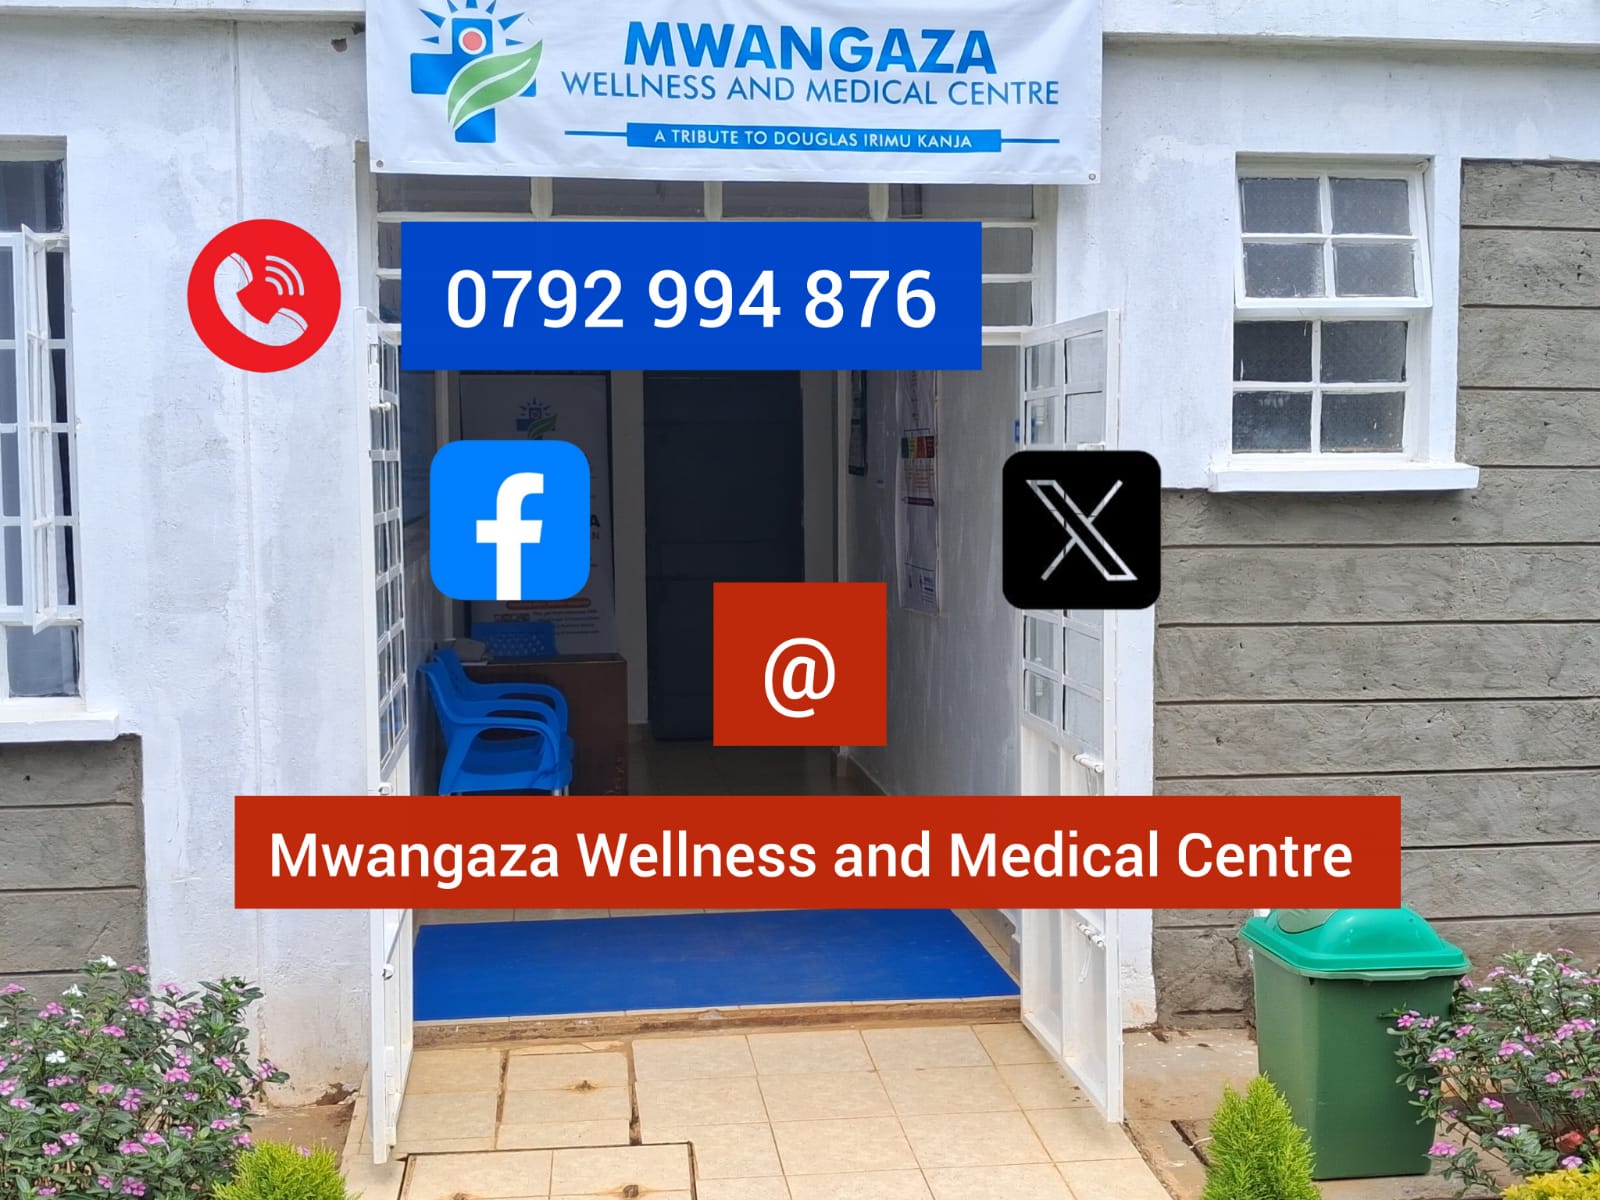 MWANGAZA
WELLNESS AND MEDICAL CENTRE
A TRIBUTE TO DOUGLAS IRIMU KANJA
0792 994 876
@
Mwangaza Wellness and Medical Centre